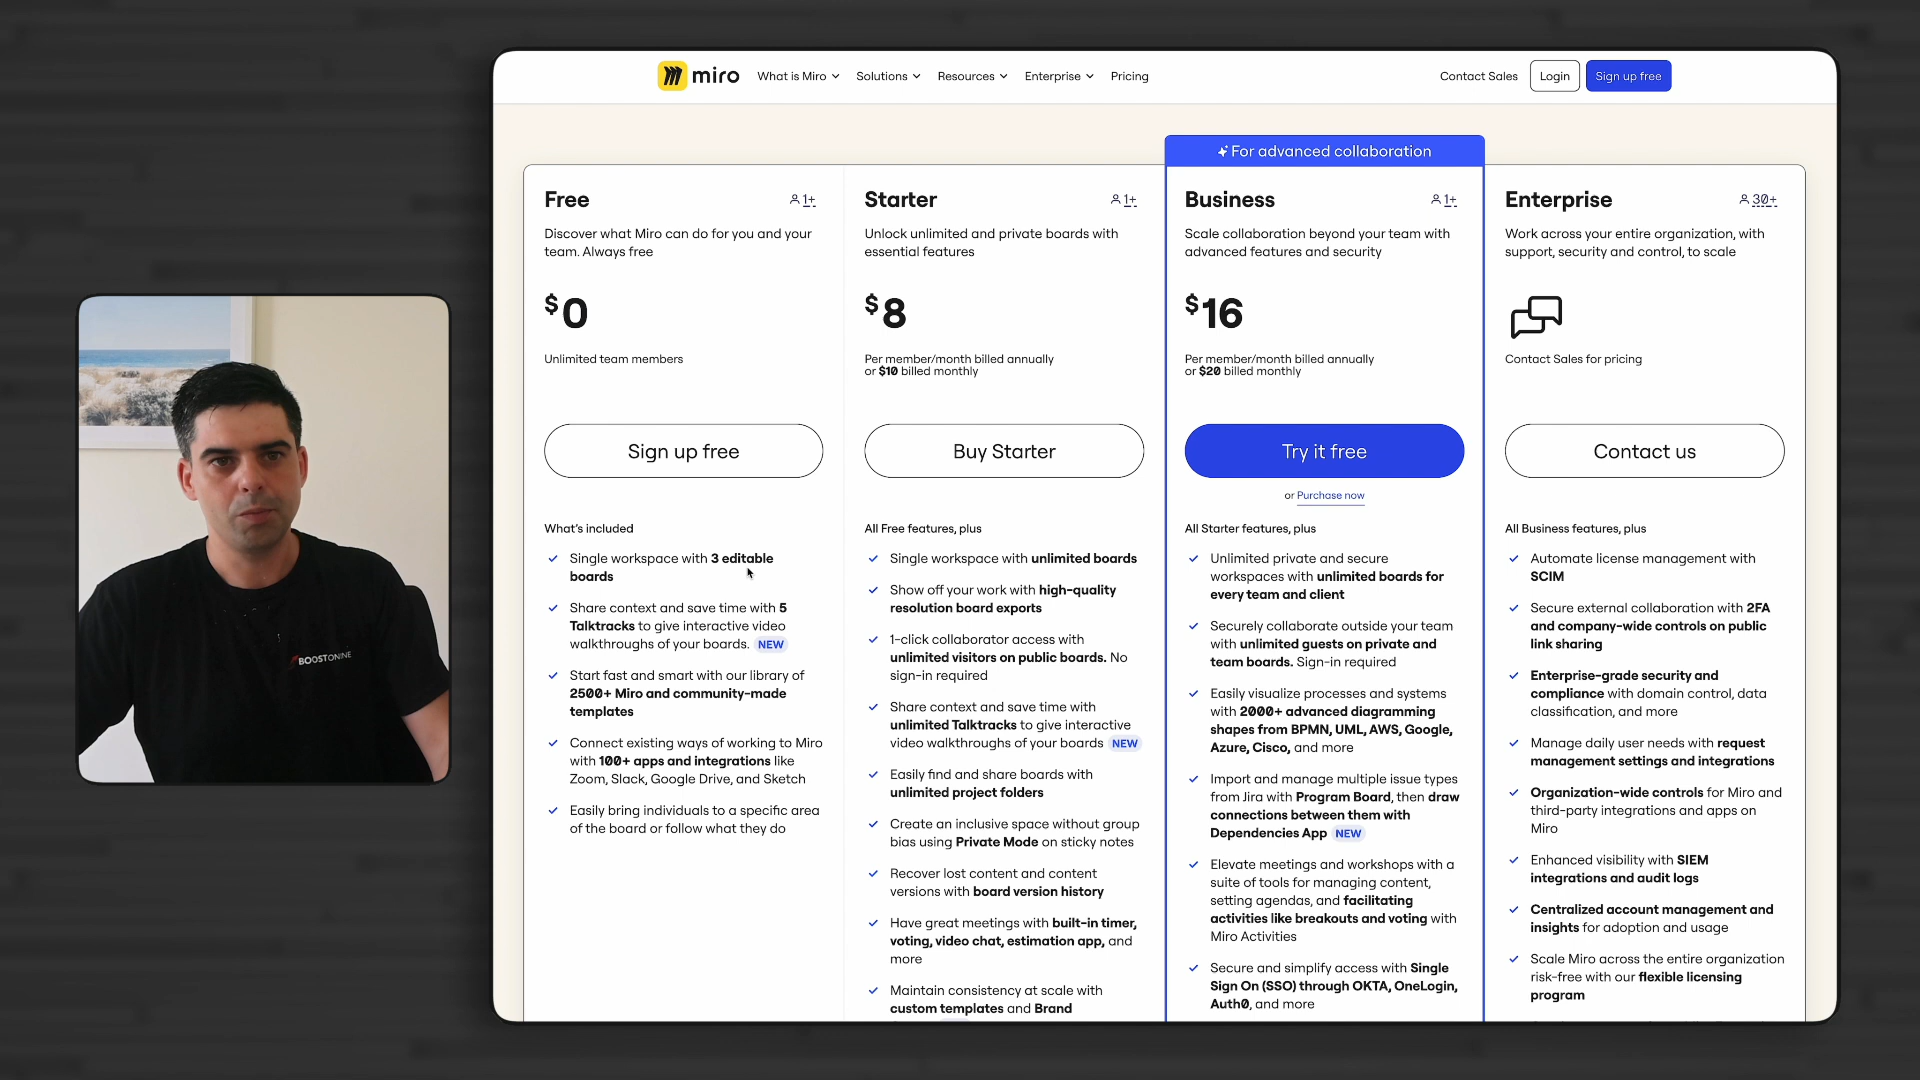 miro
What is Miro
Solutions
Resources
Enterprise
Pricing
Contact Sales
Login
Sign up free
For advanced collaboration
Free
1+
Discover what Miro can do for you and your
team. Always free
$0
Unlimited team members
Sign up free
What's included
Single workspace with 3 editable
boards
Share context and save time with 5
Talktracks to give interactive video
walkthroughs of your boards. NEW
Start fast and smart with our library of
2500+ Miro and community-made
templates
Connect existing ways of working to Miro
with 100+ apps and integrations like
Zoom, Slack, Google Drive, and Sketch
Easily bring individuals to a specific area
of the board or follow what they do
Starter
1+
Unlock unlimited and private boards with
essential features
$8
Per member/month billed annually
or $10 billed monthly
Buy Starter
All Free features, plus
Single workspace with unlimited boards
Show off your work with high-quality
resolution board exports
1-click collaborator access with
unlimited visitors on public boards. No
sign-in required
Share context and save time with
unlimited Talktracks to give interactive
video walkthroughs of your boards NEW
Easily find and share boards with
unlimited project folders
Create an inclusive space without group
bias using Private Mode on sticky notes
Recover lost content and content
versions with board version history
Have great meetings with built-in timer,
voting, video chat, estimation app, and
more
Maintain consistency at scale with
custom templates and Brand
Business
1+
Scale collaboration beyond your team with
advanced features and security
$16
Per member/month billed annually
or $20 billed monthly
Try it free
or Purchase now
All Starter features, plus
Unlimited private and secure
workspaces with unlimited boards for
every team and client
Securely collaborate outside your team
with unlimited guests on private and
team boards. Sign-in required
Easily visualize processes and systems
with 2000+ advanced diagramming
shapes from BPMN, UML, AWS, Google,
Azure, Cisco, and more
Import and manage multiple issue types
from Jira with Program Board, then draw
connections between them with
Dependencies App NEW
Elevate meetings and workshops with a
suite of tools for managing content,
setting agendas, and facilitating
activities like breakouts and voting with
Miro Activities
Secure and simplify access with Single
Sign On (SSO) through OKTA, OneLogin,
Auth0, and more
Enterprise
30+
Work across your entire organization, with
support, security and control, to scale
Contact Sales for pricing
Contact us
All Business features, plus
Automate license management with
SCIM
Secure external collaboration with 2FA
and company-wide controls on public
link sharing
Enterprise-grade security and
compliance with domain control, data
classification, and more
Manage daily user needs with request
management settings and integrations
Organization-wide controls for Miro and
third-party integrations and apps on
Miro
Enhanced visibility with SIEM
integrations and audit logs
Centralized account management and
insights for adoption and usage
Scale Miro across the entire organization
risk-free with our flexible licensing
program
BOOSTONINE